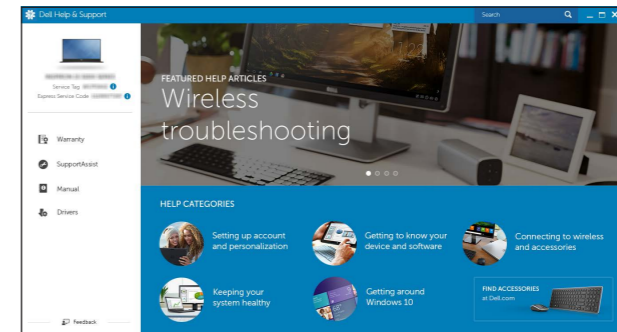 Dell Help & Support
Search
Service Tag
Express Service Code
Warranty
SupportAssist
Manual
Drivers
Feedback
FEATURED HELP ARTICLES
Wireless
troubleshooting
HELP CATEGORIES
Setting up account
and personalization
Getting to know your
device and software
Connecting to wireless
and accessories
Keeping your
system healthy
Getting around
Windows 10
FIND ACCESSORIES
at Dell.com